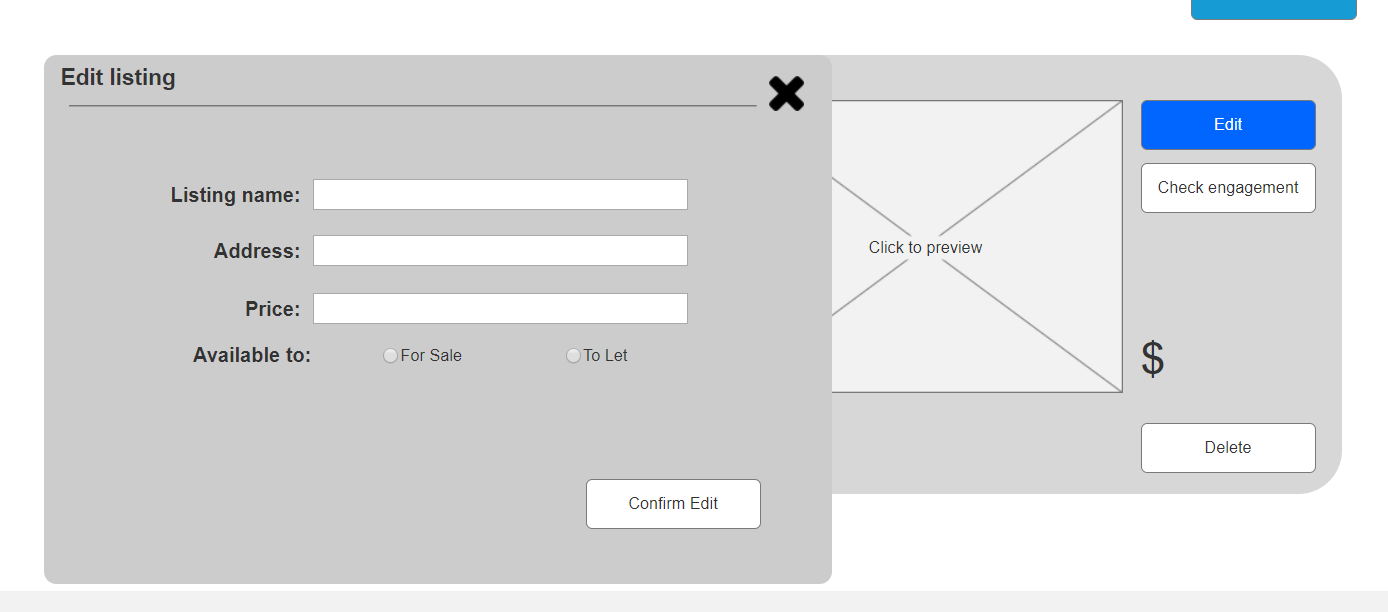 Edit listing
Listing name:
Address:
Price:
Available to:
For Sale
To Let
Confirm Edit
Click to preview
Edit
Check engagement
$
Delete